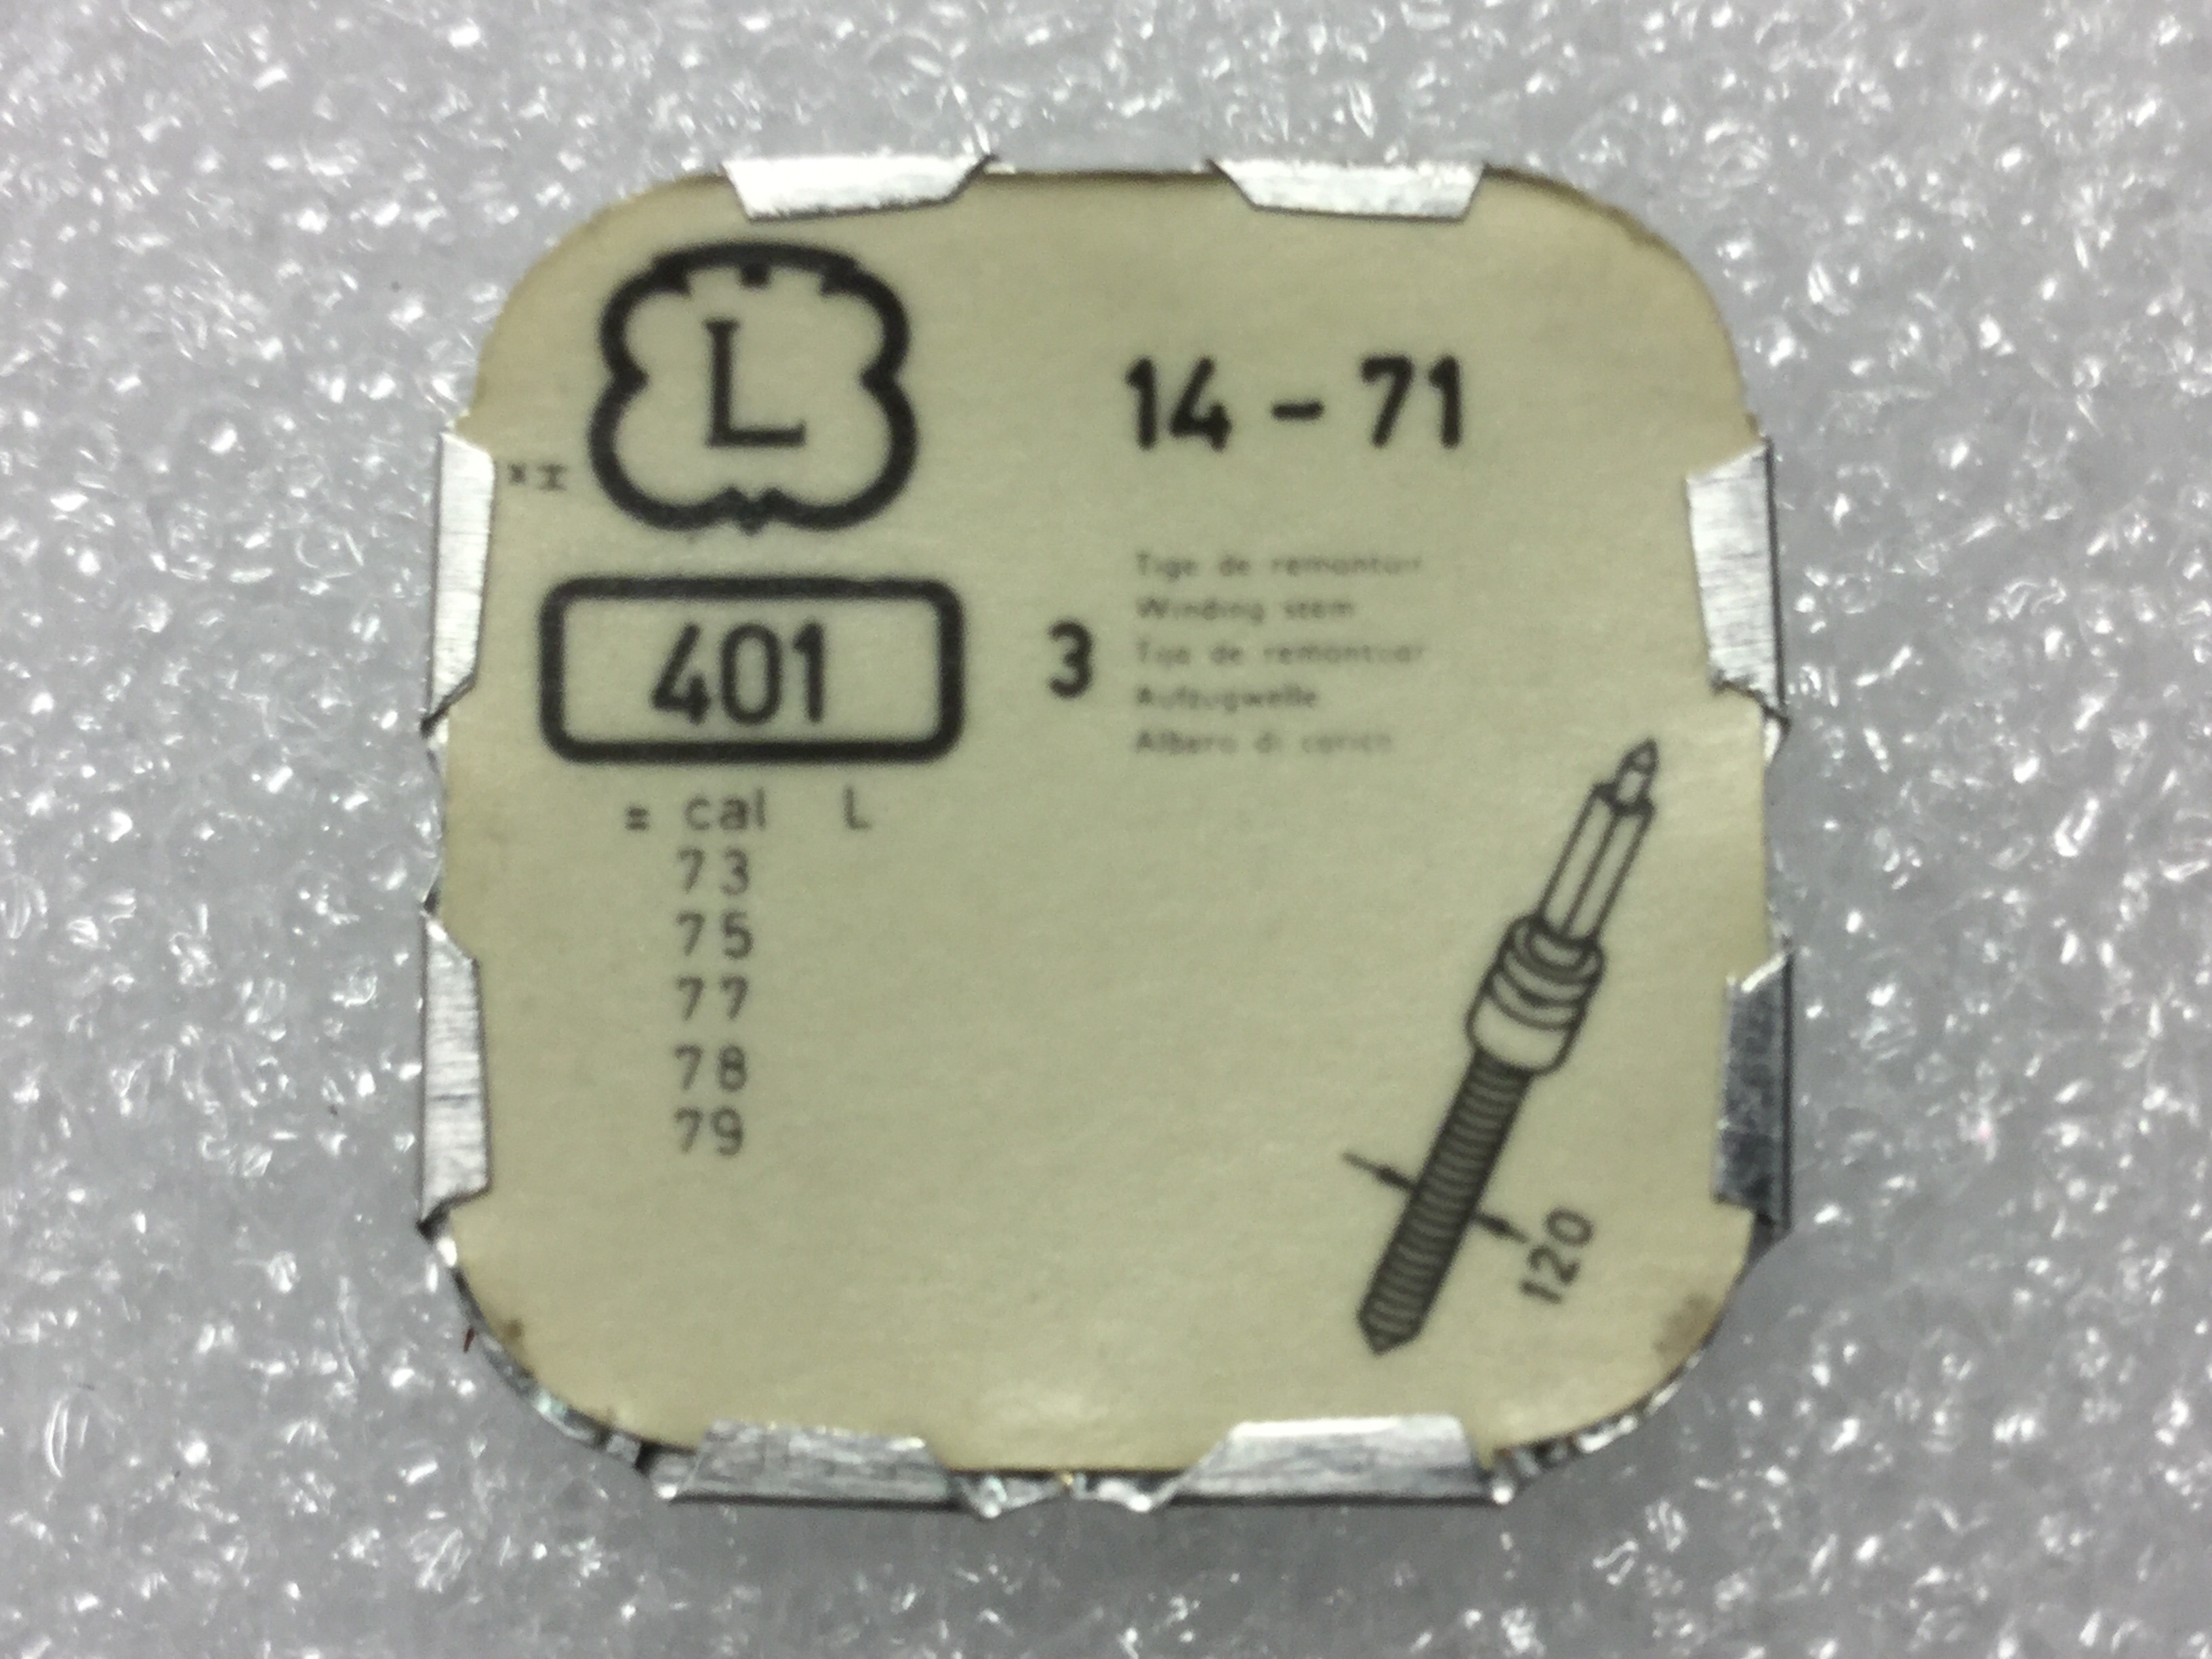 L
14 - 71
401
3
Tige de remontoir
Winding stem
Tija de remontuar
Aufzugwelle
Albero di carica
= cal L
73
75
77
78
79
120